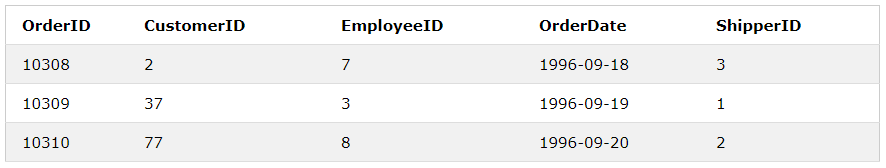 OrderID CustomerID EmployeeID OrderDate ShipperID
10308 2 7 1996-09-18 3
10309 37 3 1996-09-19 1
10310 77 8 1996-09-20 2